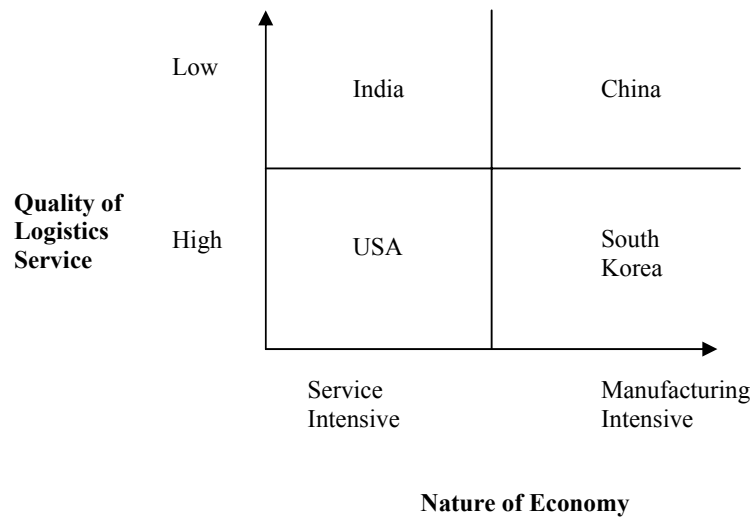 Low
India
China
Quality of
Logistics
Service
High
USA
South
Korea
Service
Intensive
Manufacturing
Intensive
Nature of Economy